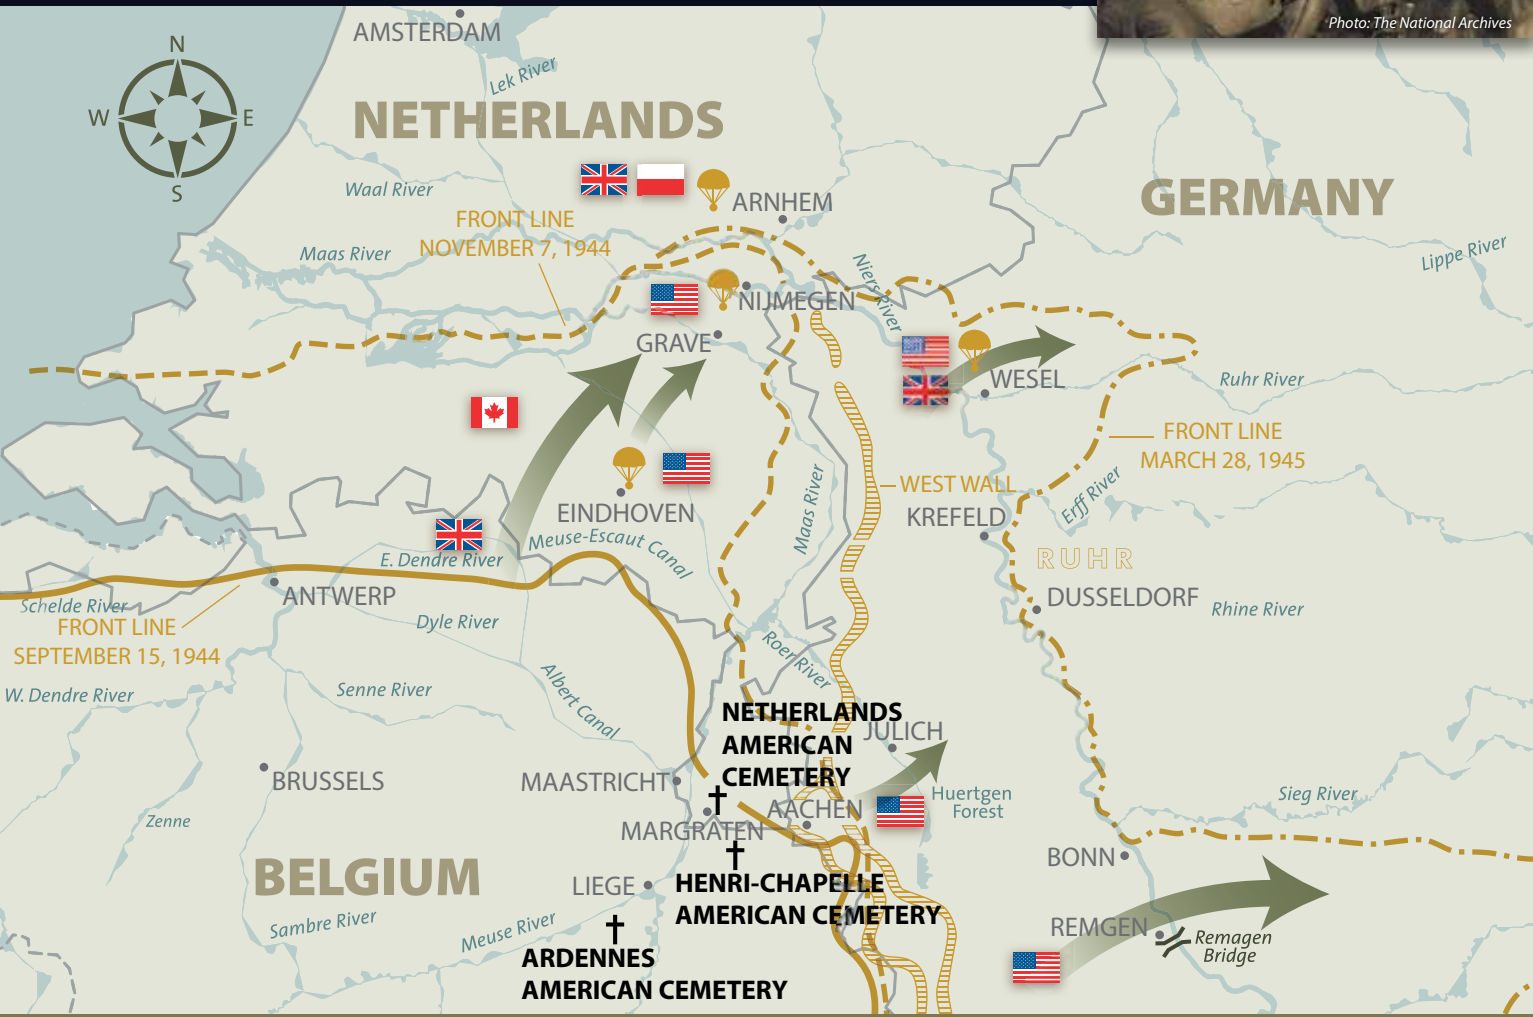 Photo: The National Archives
AMSTERDAM
N
W
E
S
Lek River
NETHERLANDS
GERMANY
Waal River
ARNHEM
FRONT LINE
NOVEMBER 7, 1944
Maas River
Niers River
Lippe River
NIJMEGEN
GRAVE
WESEL
Ruhr River
FRONT LINE
MARCH 28, 1945
WEST WALL
Erff River
Maas River
KREFELD
EINDHOVEN
Meuse-Escaut Canal
E. Dendre River
RUHR
ANTWERP
DUSSELDORF
Rhine River
Schelde River
FRONT LINE
SEPTEMBER 15, 1944
Dyle River
Roer River
W. Dendre River
Senne River
Albert Canal
NETHERLANDS
AMERICAN
CEMETERY
JULICH
BRUSSELS
MAASTRICHT
AACHEN
Huertgen
Forest
Sieg River
Zenne
MARGRATEN
BONN
BELGIUM
LIEGE
HENRI-CHAPELLE
AMERICAN CEMETERY
Sambre River
Meuse River
REMGEN
Remagen
Bridge
ARDENNES
AMERICAN CEMETERY